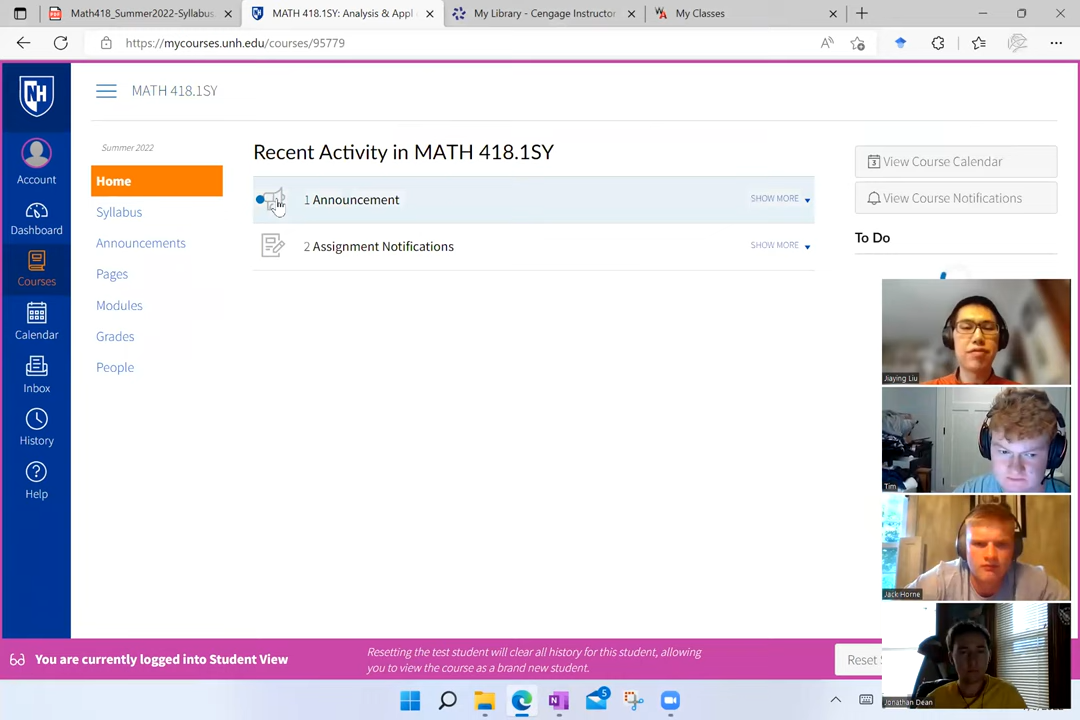 Math418_Summer2022-Syllabus.
MATH 418.1SY: Analysis & Appl
My Library - Cengage Instructor
My Classes
https://mycourses.unh.edu/courses/95779
NH
MATH 418.1SY
Account
Dashboard
Courses
Calendar
Inbox
History
Help
Summer 2022
Home
Syllabus
Announcements
Pages
Modules
Grades
People
Recent Activity in MATH 418.1SY
1 Announcement
SHOW MORE
2 Assignment Notifications
SHOW MORE
3 View Course Calendar
View Course Notifications
To Do
Jiaying Liu
Tim
Jack Horne
Jonathan Dean
You are currently logged into Student View
Resetting the test student will clear all history for this student, allowing
you to view the course as a brand new student.
Reset
5